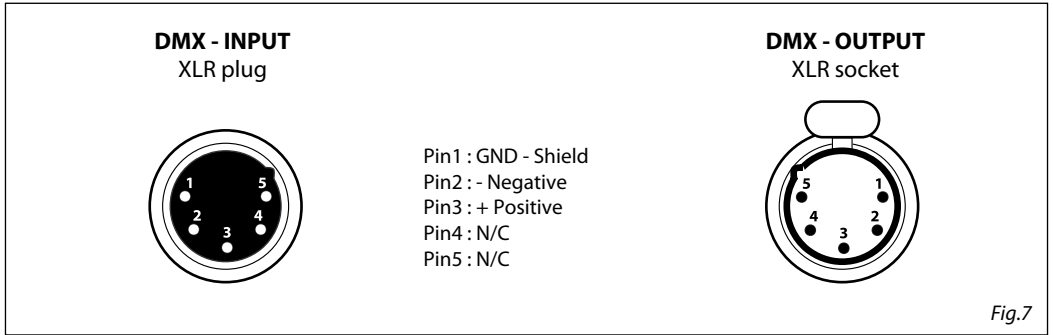 DMX - INPUT
XLR plug
1
5
2
4
3
Pin1 : GND - Shield
Pin2 : - Negative
Pin3 : + Positive
Pin4 : N/C
Pin5 : N/C
DMX - OUTPUT
XLR socket
5
1
4
2
3
Fig.7